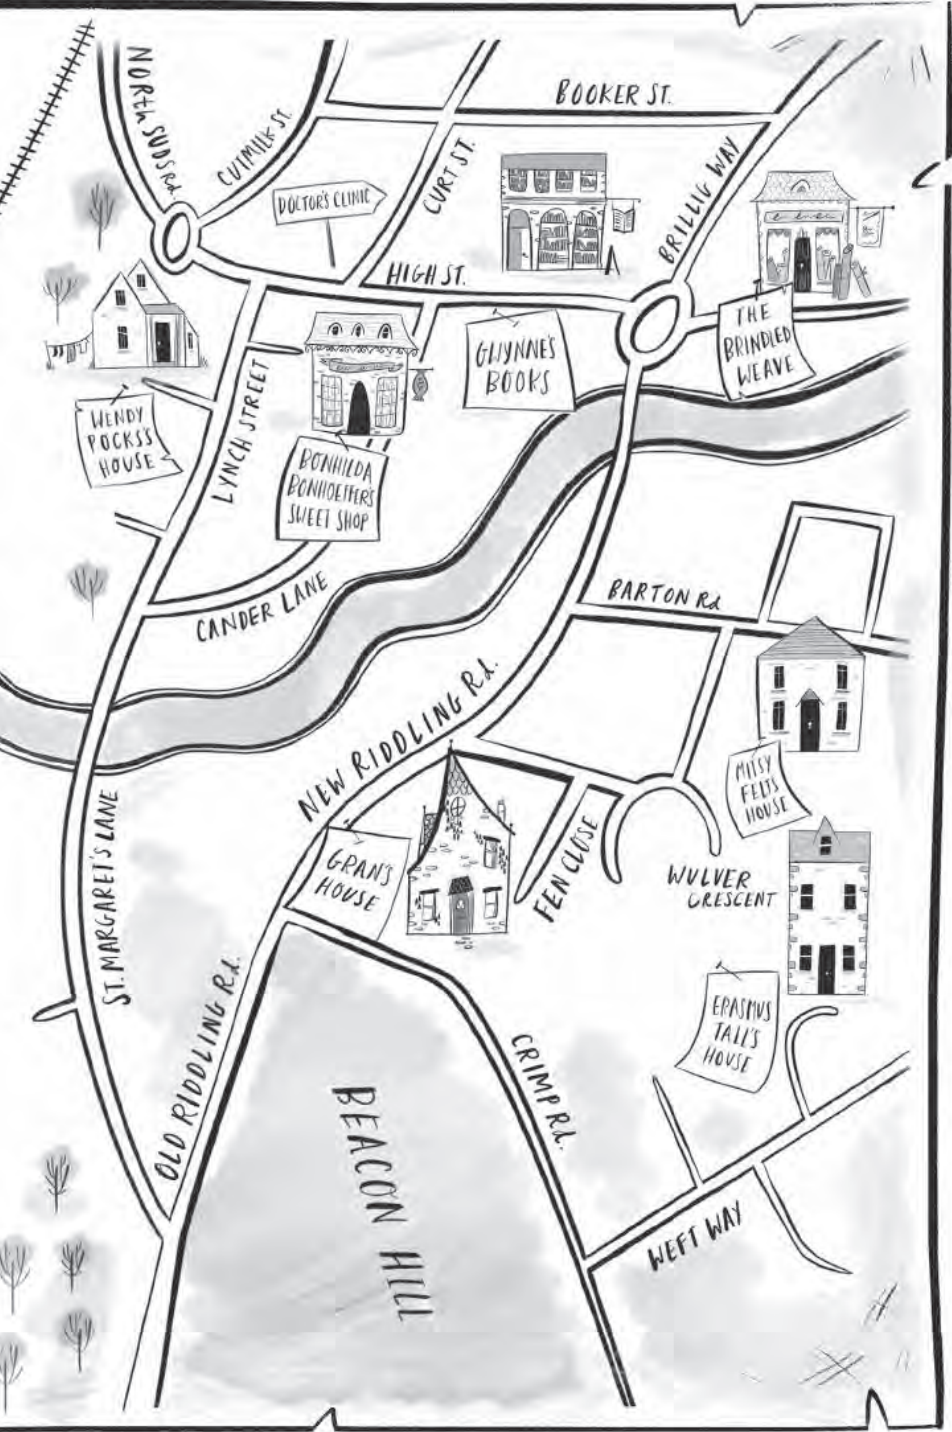 NORTH SUDS Rd.
CUTMILK ST.
BOOKER ST.
CURT ST.
DOCTOR'S CLINIC
BRILLIG WAY
HIGH ST.
THE
BRINDLED
WEAVE
GWYNNE'S
BOOKS
LYNCH STREET
WENDY
POCKS'S
HOUSE
BONHILDA
BONHOEFFER'S
SWEET SHOP
CANDER LANE
BARTON Rd
NEW RIDDLING Rd.
MITSY
FELT'S
HOUSE
ST. MARGARET'S LANE
GRAN'S
HOUSE
FEN CLOSE
WULVER
CRESCENT
OLD RIDDLING Rd.
ERASMUS
TALL'S
HOUSE
CRIMP Rd.
BEACON HILL
WEFT WAY